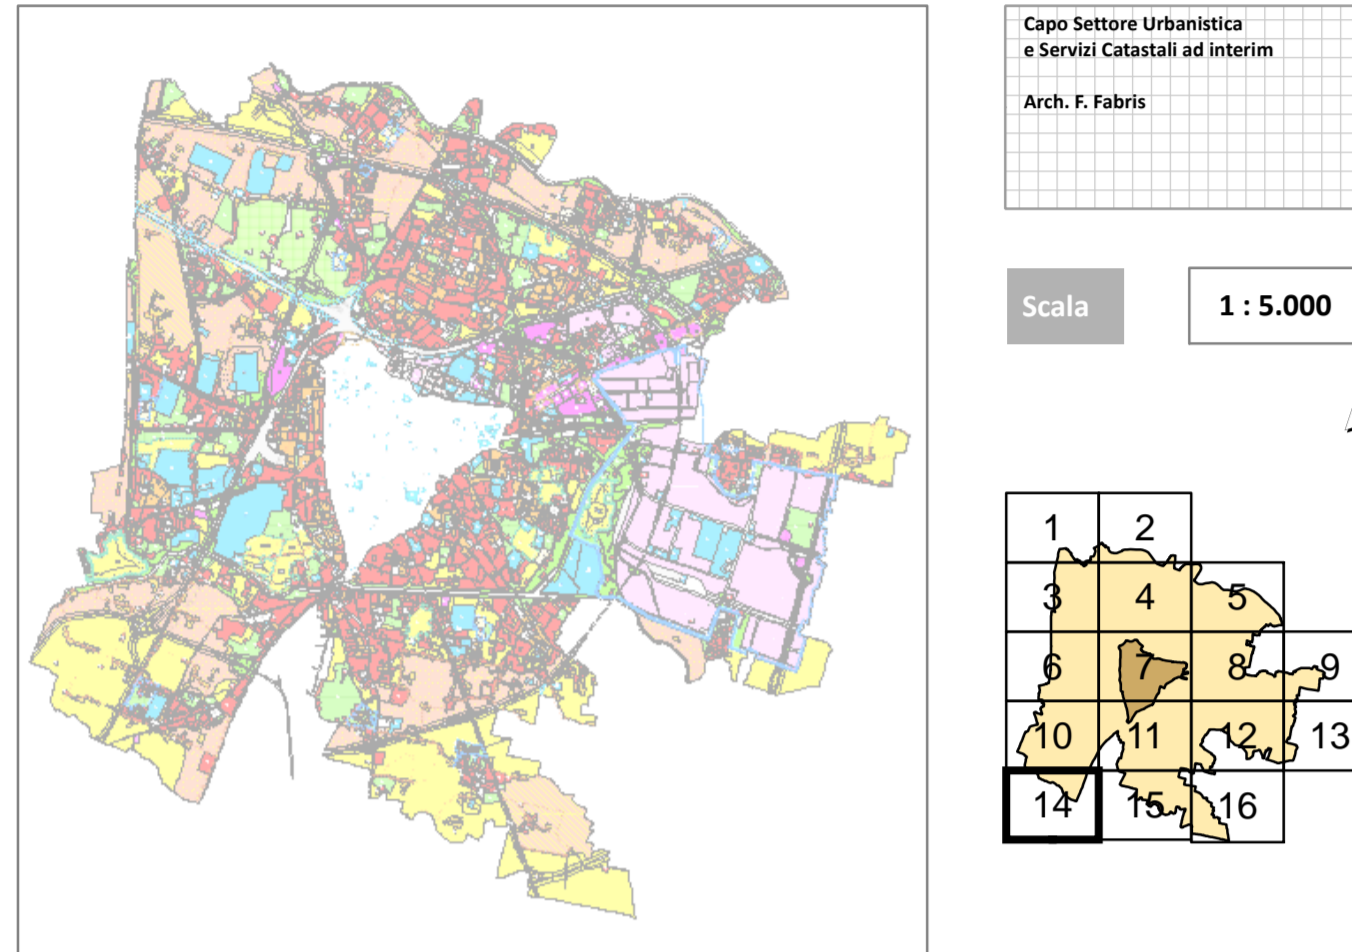 Capo Settore Urbanistica
e Servizi Catastali ad interim
Arch. F. Fabris
Scala
1 : 5.000
1 2
3 4 5
6 7 8 9
10 11 12 13
14 15 16